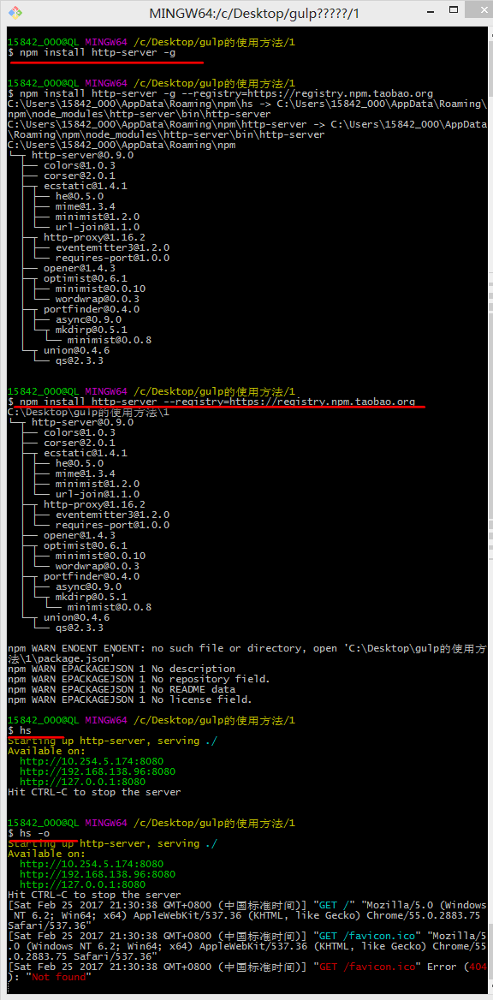 MINGW64:/c/Desktop/gulp?????/1
15842_000@QL MINGW64 /c/Desktop/gulp的使用方法/1
$ npm install http-server -g
15842_000@QL MINGW64 /c/Desktop/gulp的使用方法/1
$ npm install http-server -g --registry=https://registry.npm.taobao.org
C:\Users\15842_000\AppData\Roaming\npm\hs -> C:\Users\15842_000\AppData\Roaming\
npm\node_modules\http-server\bin\http-server
C:\Users\15842_000\AppData\Roaming\npm\http-server -> C:\Users\15842_000\AppData
\Roaming\npm\node_modules\http-server\bin\http-server
C:\Users\15842_000\AppData\Roaming\npm
└─┬ http-server@0.9.0
  ├── colors@1.0.3
  ├── corser@2.0.1
  ├─┬ ecstatic@1.4.1
  │ ├── he@0.5.0
  │ ├── mime@1.3.4
  │ ├── minimist@1.2.0
  │ └── url-join@1.1.0
  ├─┬ http-proxy@1.16.2
  │ ├── eventemitter3@1.2.0
  │ └── requires-port@1.0.0
  ├── opener@1.4.3
  ├─┬ optimist@0.6.1
  │ ├── minimist@0.0.10
  │ └── wordwrap@0.0.3
  ├─┬ portfinder@0.4.0
  │ ├── async@0.9.0
  │ └─┬ mkdirp@0.5.1
  │   └── minimist@0.0.8
  └─┬ union@0.4.6
    └── qs@2.3.3
15842_000@QL MINGW64 /c/Desktop/gulp的使用方法/1
$ npm install http-server --registry=https://registry.npm.taobao.org
C:\Desktop\gulp的使用方法\1
└─┬ http-server@0.9.0
  ├── colors@1.0.3
  ├── corser@2.0.1
  ├─┬ ecstatic@1.4.1
  │ ├── he@0.5.0
  │ ├── mime@1.3.4
  │ ├── minimist@1.2.0
  │ └── url-join@1.1.0
  ├─┬ http-proxy@1.16.2
  │ ├── eventemitter3@1.2.0
  │ └── requires-port@1.0.0
  ├── opener@1.4.3
  ├─┬ optimist@0.6.1
  │ ├── minimist@0.0.10
  │ └── wordwrap@0.0.3
  ├─┬ portfinder@0.4.0
  │ ├── async@0.9.0
  │ └─┬ mkdirp@0.5.1
  │   └── minimist@0.0.8
  └─┬ union@0.4.6
    └── qs@2.3.3
npm WARN ENOENT ENOENT: no such file or directory, open 'C:\Desktop\gulp的使用方
法\1\package.json'
npm WARN EPACKAGEJSON 1 No description
npm WARN EPACKAGEJSON 1 No repository field.
npm WARN EPACKAGEJSON 1 No README data
npm WARN EPACKAGEJSON 1 No license field.
15842_000@QL MINGW64 /c/Desktop/gulp的使用方法/1
$ hs
Starting up http-server, serving ./
Available on:
  http://10.254.5.174:8080
  http://192.168.138.96:8080
  http://127.0.0.1:8080
Hit CTRL-C to stop the server
15842_000@QL MINGW64 /c/Desktop/gulp的使用方法/1
$ hs -o
Starting up http-server, serving ./
Available on:
  http://10.254.5.174:8080
  http://192.168.138.96:8080
  http://127.0.0.1:8080
Hit CTRL-C to stop the server
[Sat Feb 25 2017 21:30:38 GMT+0800 (中国标准时间)] "GET /" "Mozilla/5.0 (Windows
 NT 6.2; Win64; x64) AppleWebKit/537.36 (KHTML, like Gecko) Chrome/55.0.2883.75
Safari/537.36"
[Sat Feb 25 2017 21:30:38 GMT+0800 (中国标准时间)] "GET /favicon.ico" "Mozilla/5
.0 (Windows NT 6.2; Win64; x64) AppleWebKit/537.36 (KHTML, like Gecko) Chrome/55
.0.2883.75 Safari/537.36"
[Sat Feb 25 2017 21:30:38 GMT+0800 (中国标准时间)] "GET /favicon.ico" Error (404
): "Not found"